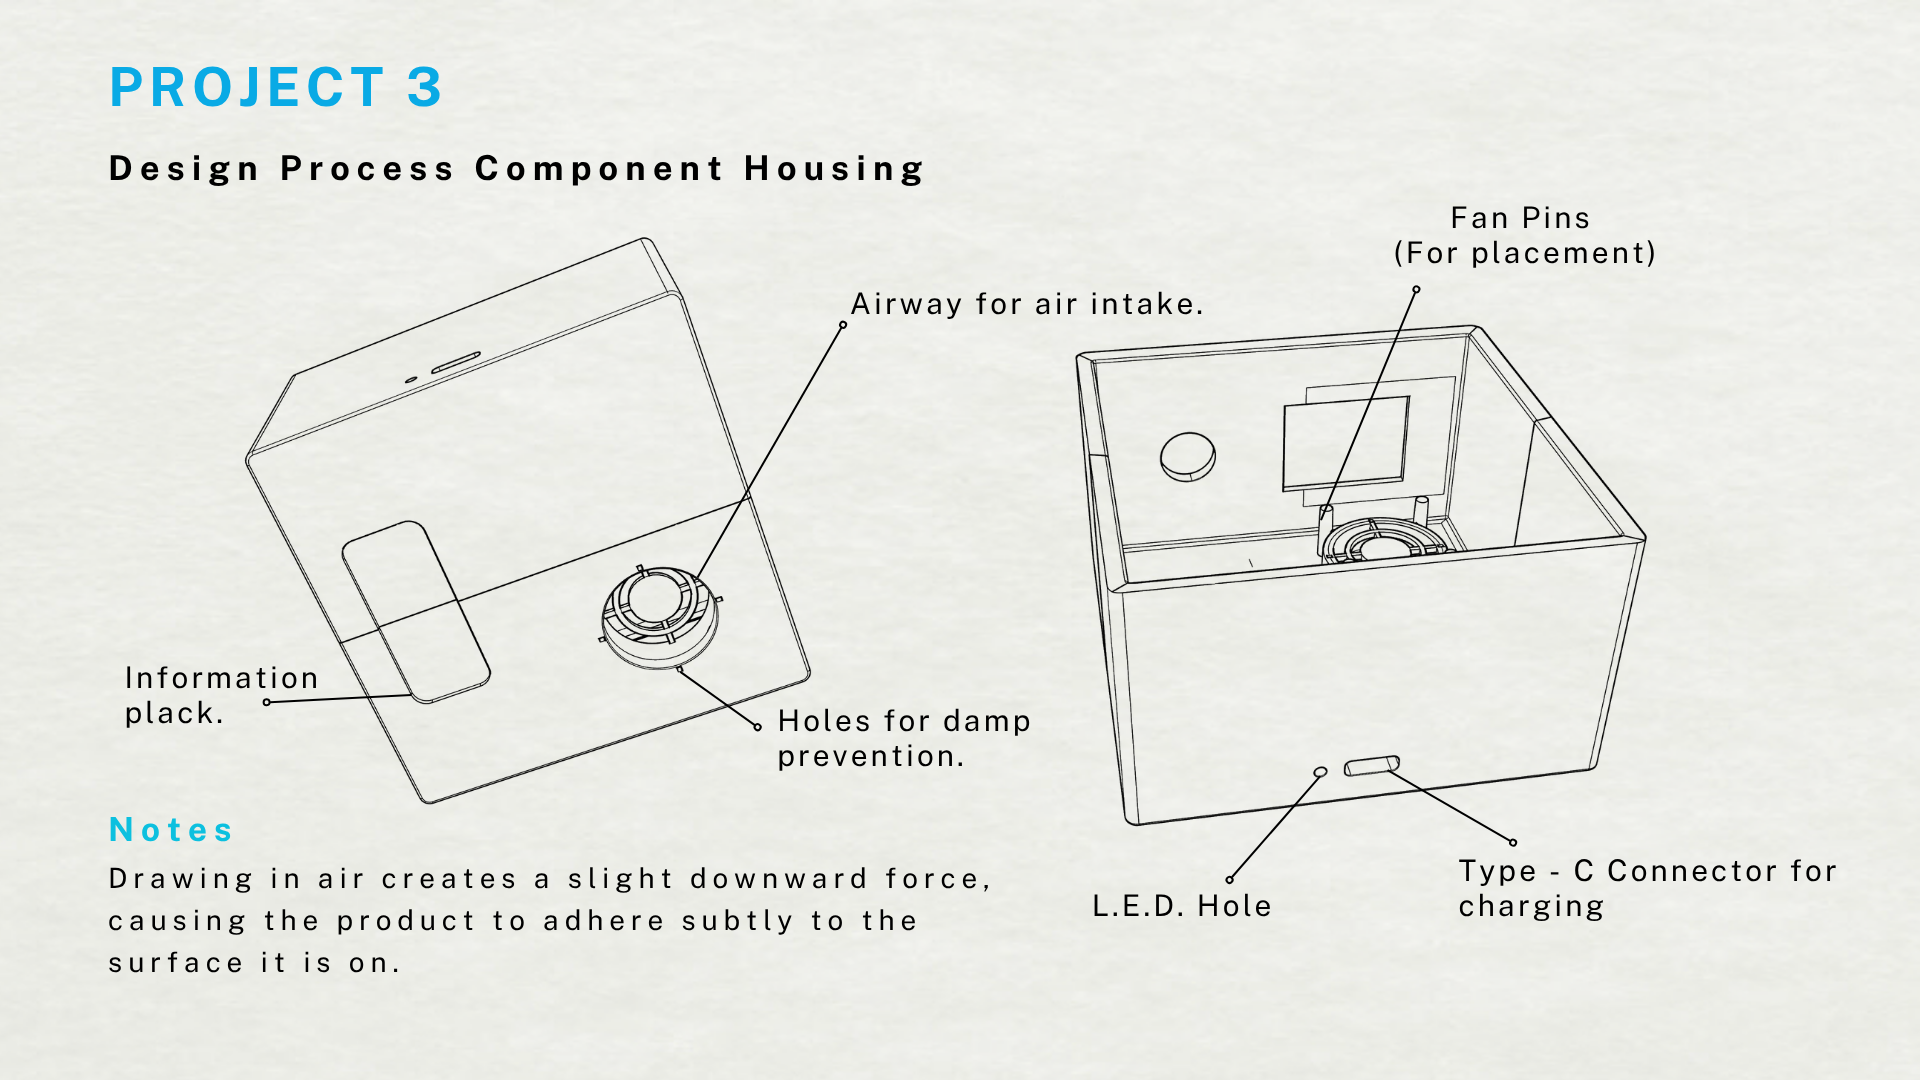 PROJECT 3
Design Process Component Housing
Fan Pins
(For placement)
Airway for air intake.
Information
plack.
Holes for damp
prevention.
Notes
Drawing in air creates a slight downward force,
causing the product to adhere subtly to the
surface it is on.
L.E.D. Hole
Type - C Connector for
charging